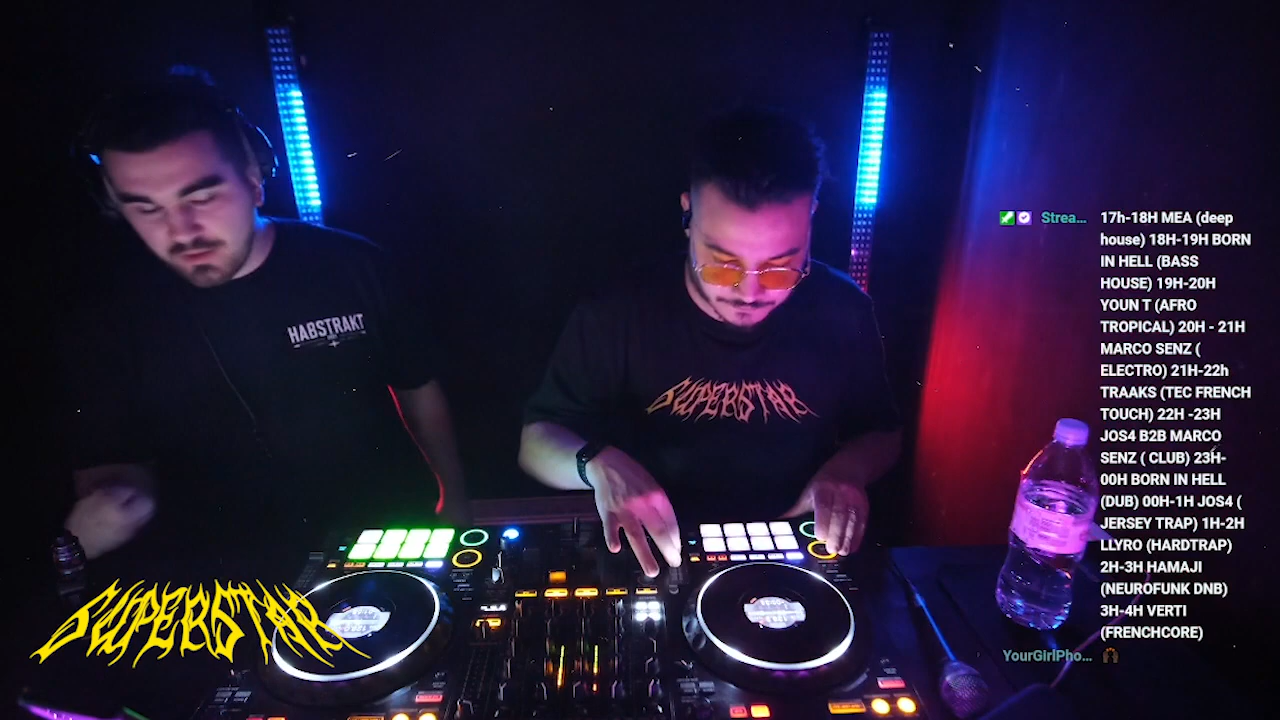 HABSTRAKT
SUPERSTAR
Strea... 17h-18H MEA (deep
house) 18H-19H BORN
IN HELL (BASS
HOUSE) 19H-20H
YOUN T (AFRO
TROPICAL) 20H - 21H
MARCO SENZ (
ELECTRO) 21H-22h
TRAAKS (TEC FRENCH
TOUCH) 22H -23H
JOS4 B2B MARCO
SENZ ( CLUB) 23H-
00H BORN IN HELL
(DUB) 00H-1H JOS4 (
JERSEY TRAP) 1H-2H
LLYRO (HARDTRAP)
2H-3H HAMAJI
(NEUROFUNK DNB)
3H-4H VERTI
(FRENCHCORE)
YourGirlPho...
SUPERSTAR